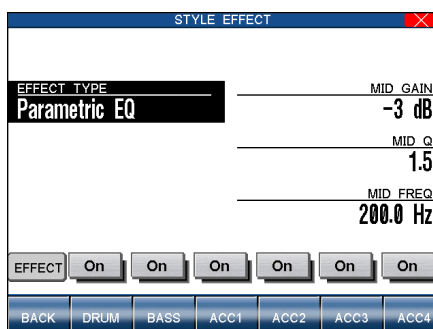 STYLE EFFECT
EFFECT TYPE
Parametric EQ
MID GAIN
-3 dB
MID Q
1.5
MID FREQ
200.0 Hz
EFFECT On On On On On On
BACK DRUM BASS ACC1 ACC2 ACC3 ACC4